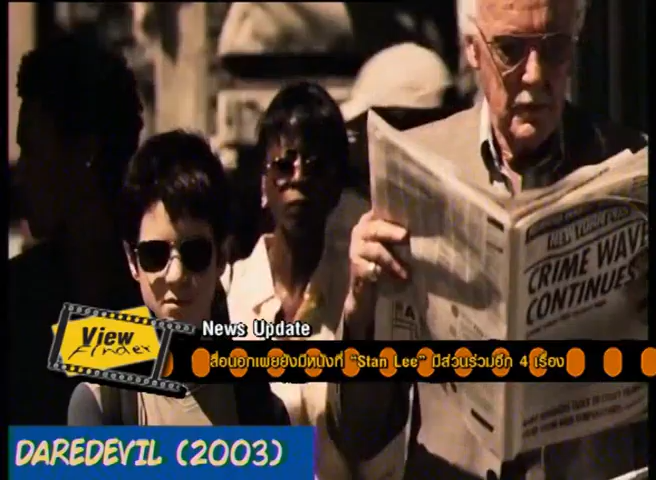 NEW YORK
CRIME WAVE
CONTINUES
View
Finder
News Update
สื่อนอกเผยยังมีหนังที่ "Stan Lee" มีส่วนร่วมอีก 4 เรื่อง
DAREDEVIL (2003)